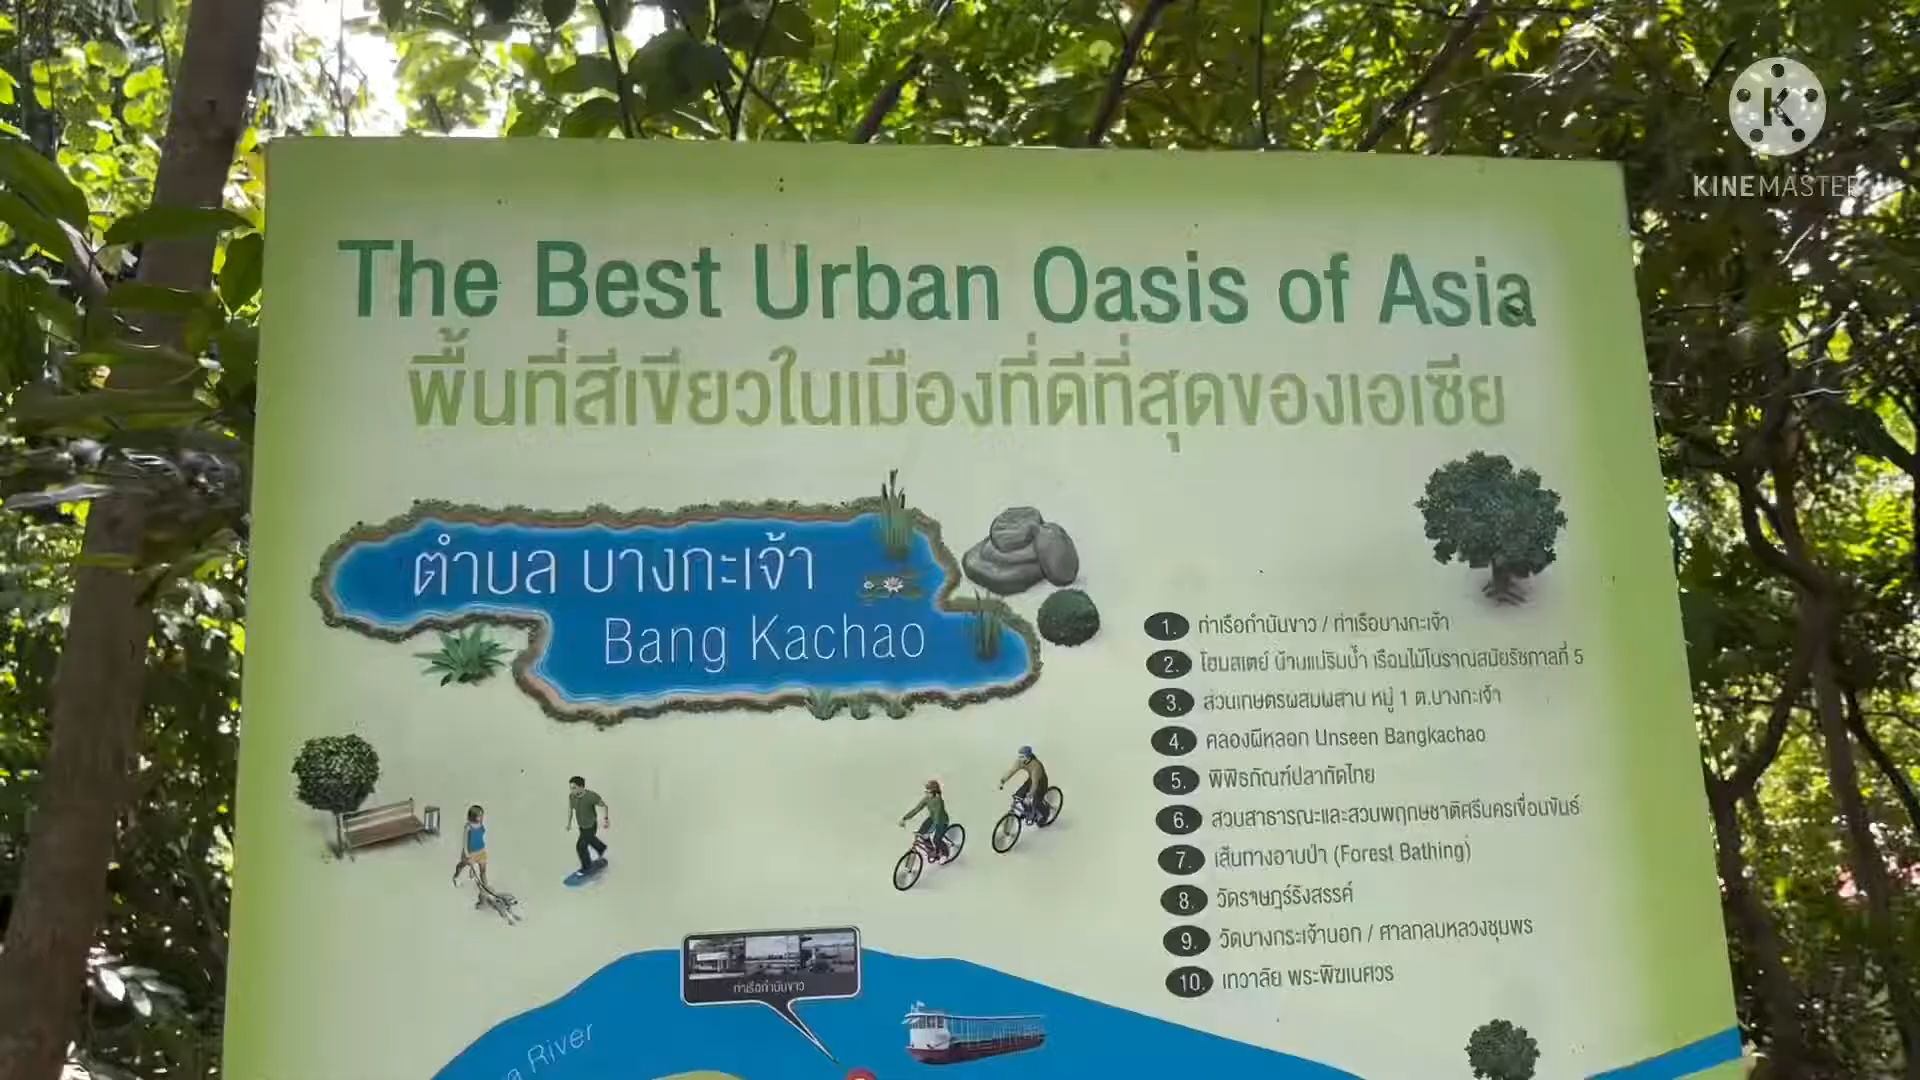 KINEMASTER
The Best Urban Oasis of Asia
พื้นที่สีเขียวในเมืองที่ดีที่สุดของเอเซีย
ตำบล บางกะเจ้า
Bang Kachao
1. ท่าเรือกำนันขาว / ท่าเรือบางกะเจ้า
2. โฮมสเตย์ บ้านแม่ริมน้ำ เรือนไม้โบราณสมัยรัชกาลที่ 5
3. สวนเกษตรผสมผสาน หมู่ 1 ต.บางกะเจ้า
4. คลองผีหลอก Unseen Bangkachao
5. พิพิธภัณฑ์ปลากัดไทย
6. สวนสาธารณะและสวนพฤกษชาติศรีนครเขื่อนขันธ์
7. เส้นทางอาบป่า (Forest Bathing)
8. วัดราษฎร์รังสรรค์
9. วัดบางกระเจ้านอก / ศาลกลมหลวงชุมพร
10. เทวาลัย พระพิฆเนศวร
ท่าเรือกำนันขาว
River